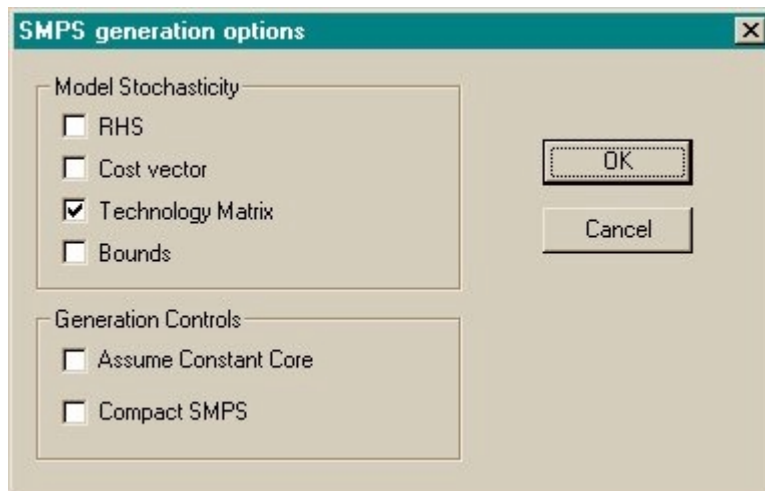 SMPS generation options
Model Stochasticity
RHS
Cost vector
Technology Matrix
Bounds
OK
Cancel
Generation Controls
Assume Constant Core
Compact SMPS